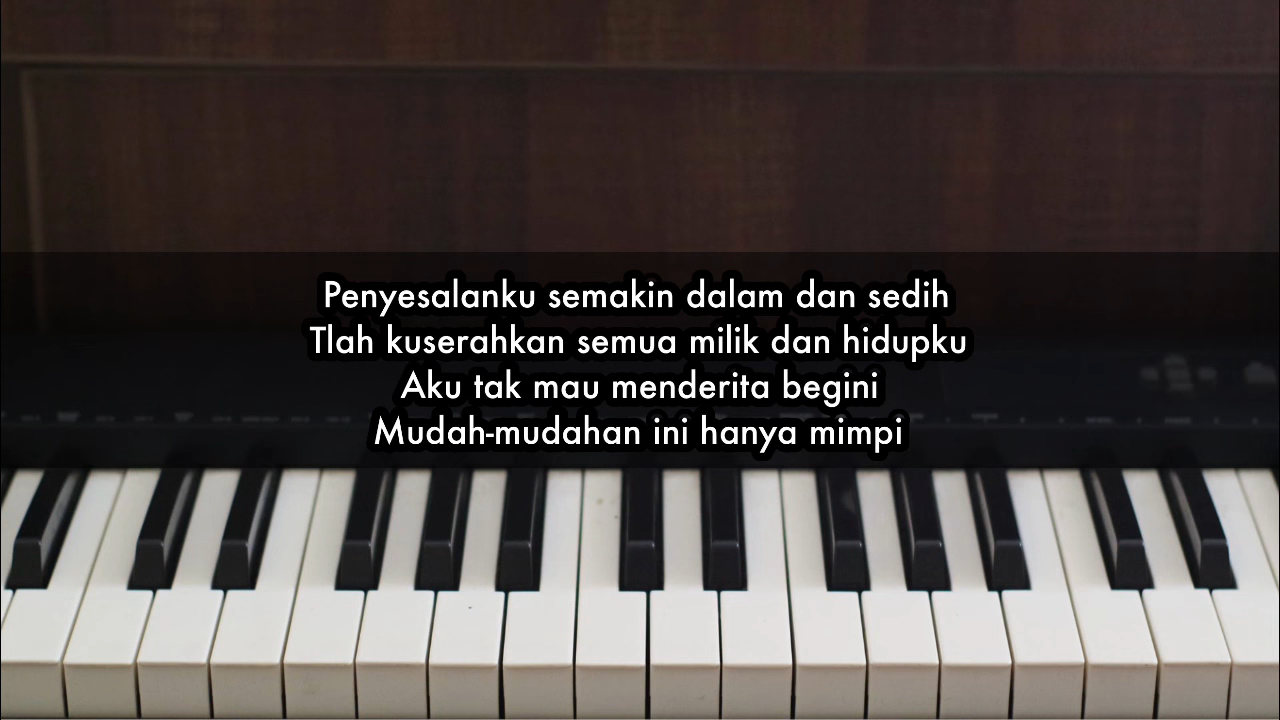 Penyesalanku semakin dalam dan sedih
Tlah kuserahkan semua milik dan hidupku
Aku tak mau menderita begini
Mudah-mudahan ini hanya mimpi